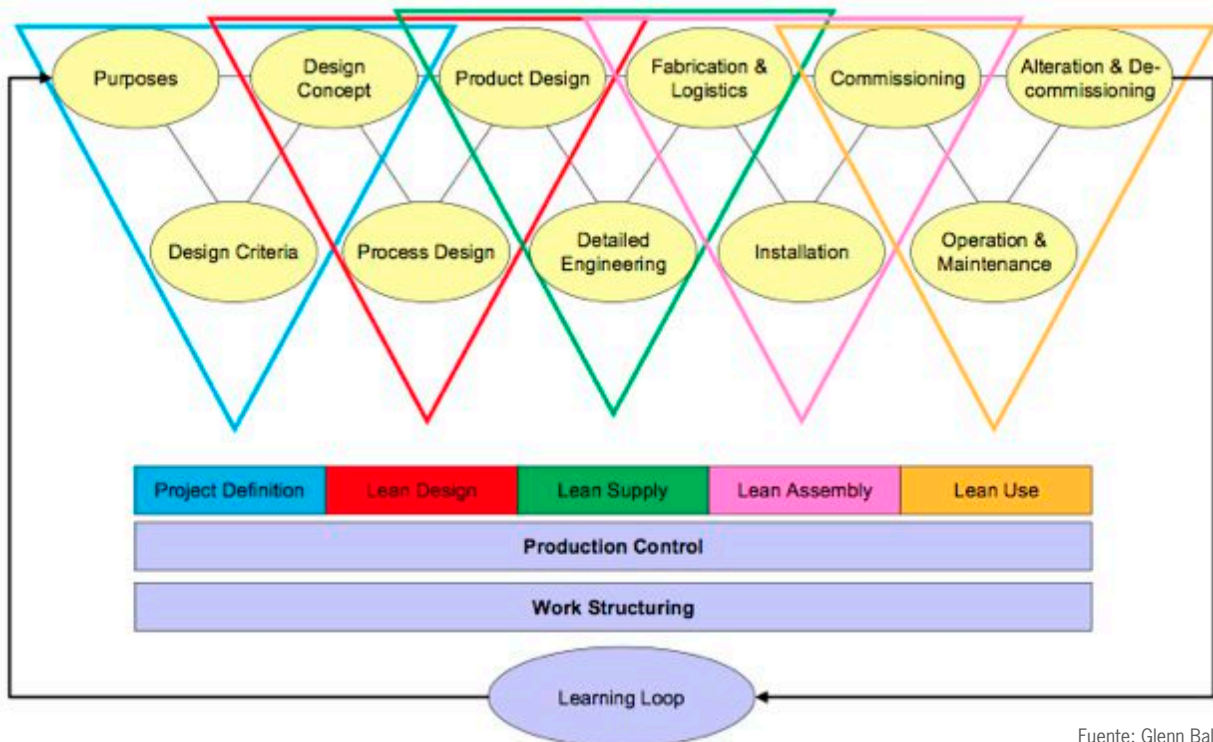 Purposes
Design
Concept
Product Design
Fabrication &
Logistics
Commissioning
Alteration & De-
commissioning
Design Criteria
Process Design
Detailed
Engineering
Installation
Operation &
Maintenance
Project Definition
Lean Design
Lean Supply
Lean Assembly
Lean Use
Production Control
Work Structuring
Learning Loop
Fuente: Glenn Bal